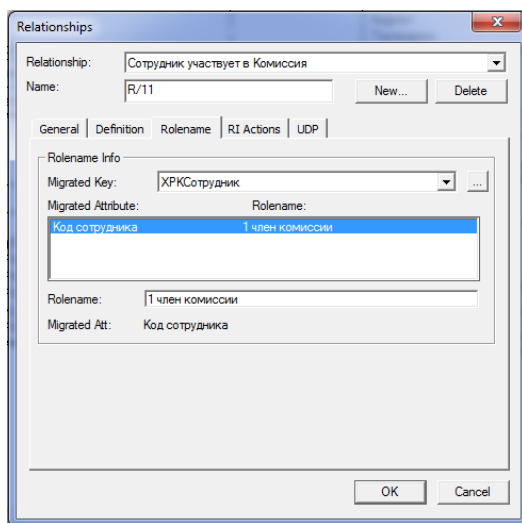 Relationships
Relationship: Сотрудник участвует в Комиссия
Name: R/11 New... Delete
General Definition Rolename RI Actions UDP
Rolename Info
Migrated Key: ХРКСотрудник ...
Migrated Attribute: Rolename:
Код сотрудника 1 член комиссии
Rolename: 1 член комиссии
Migrated Att: Код сотрудника
OK Cancel